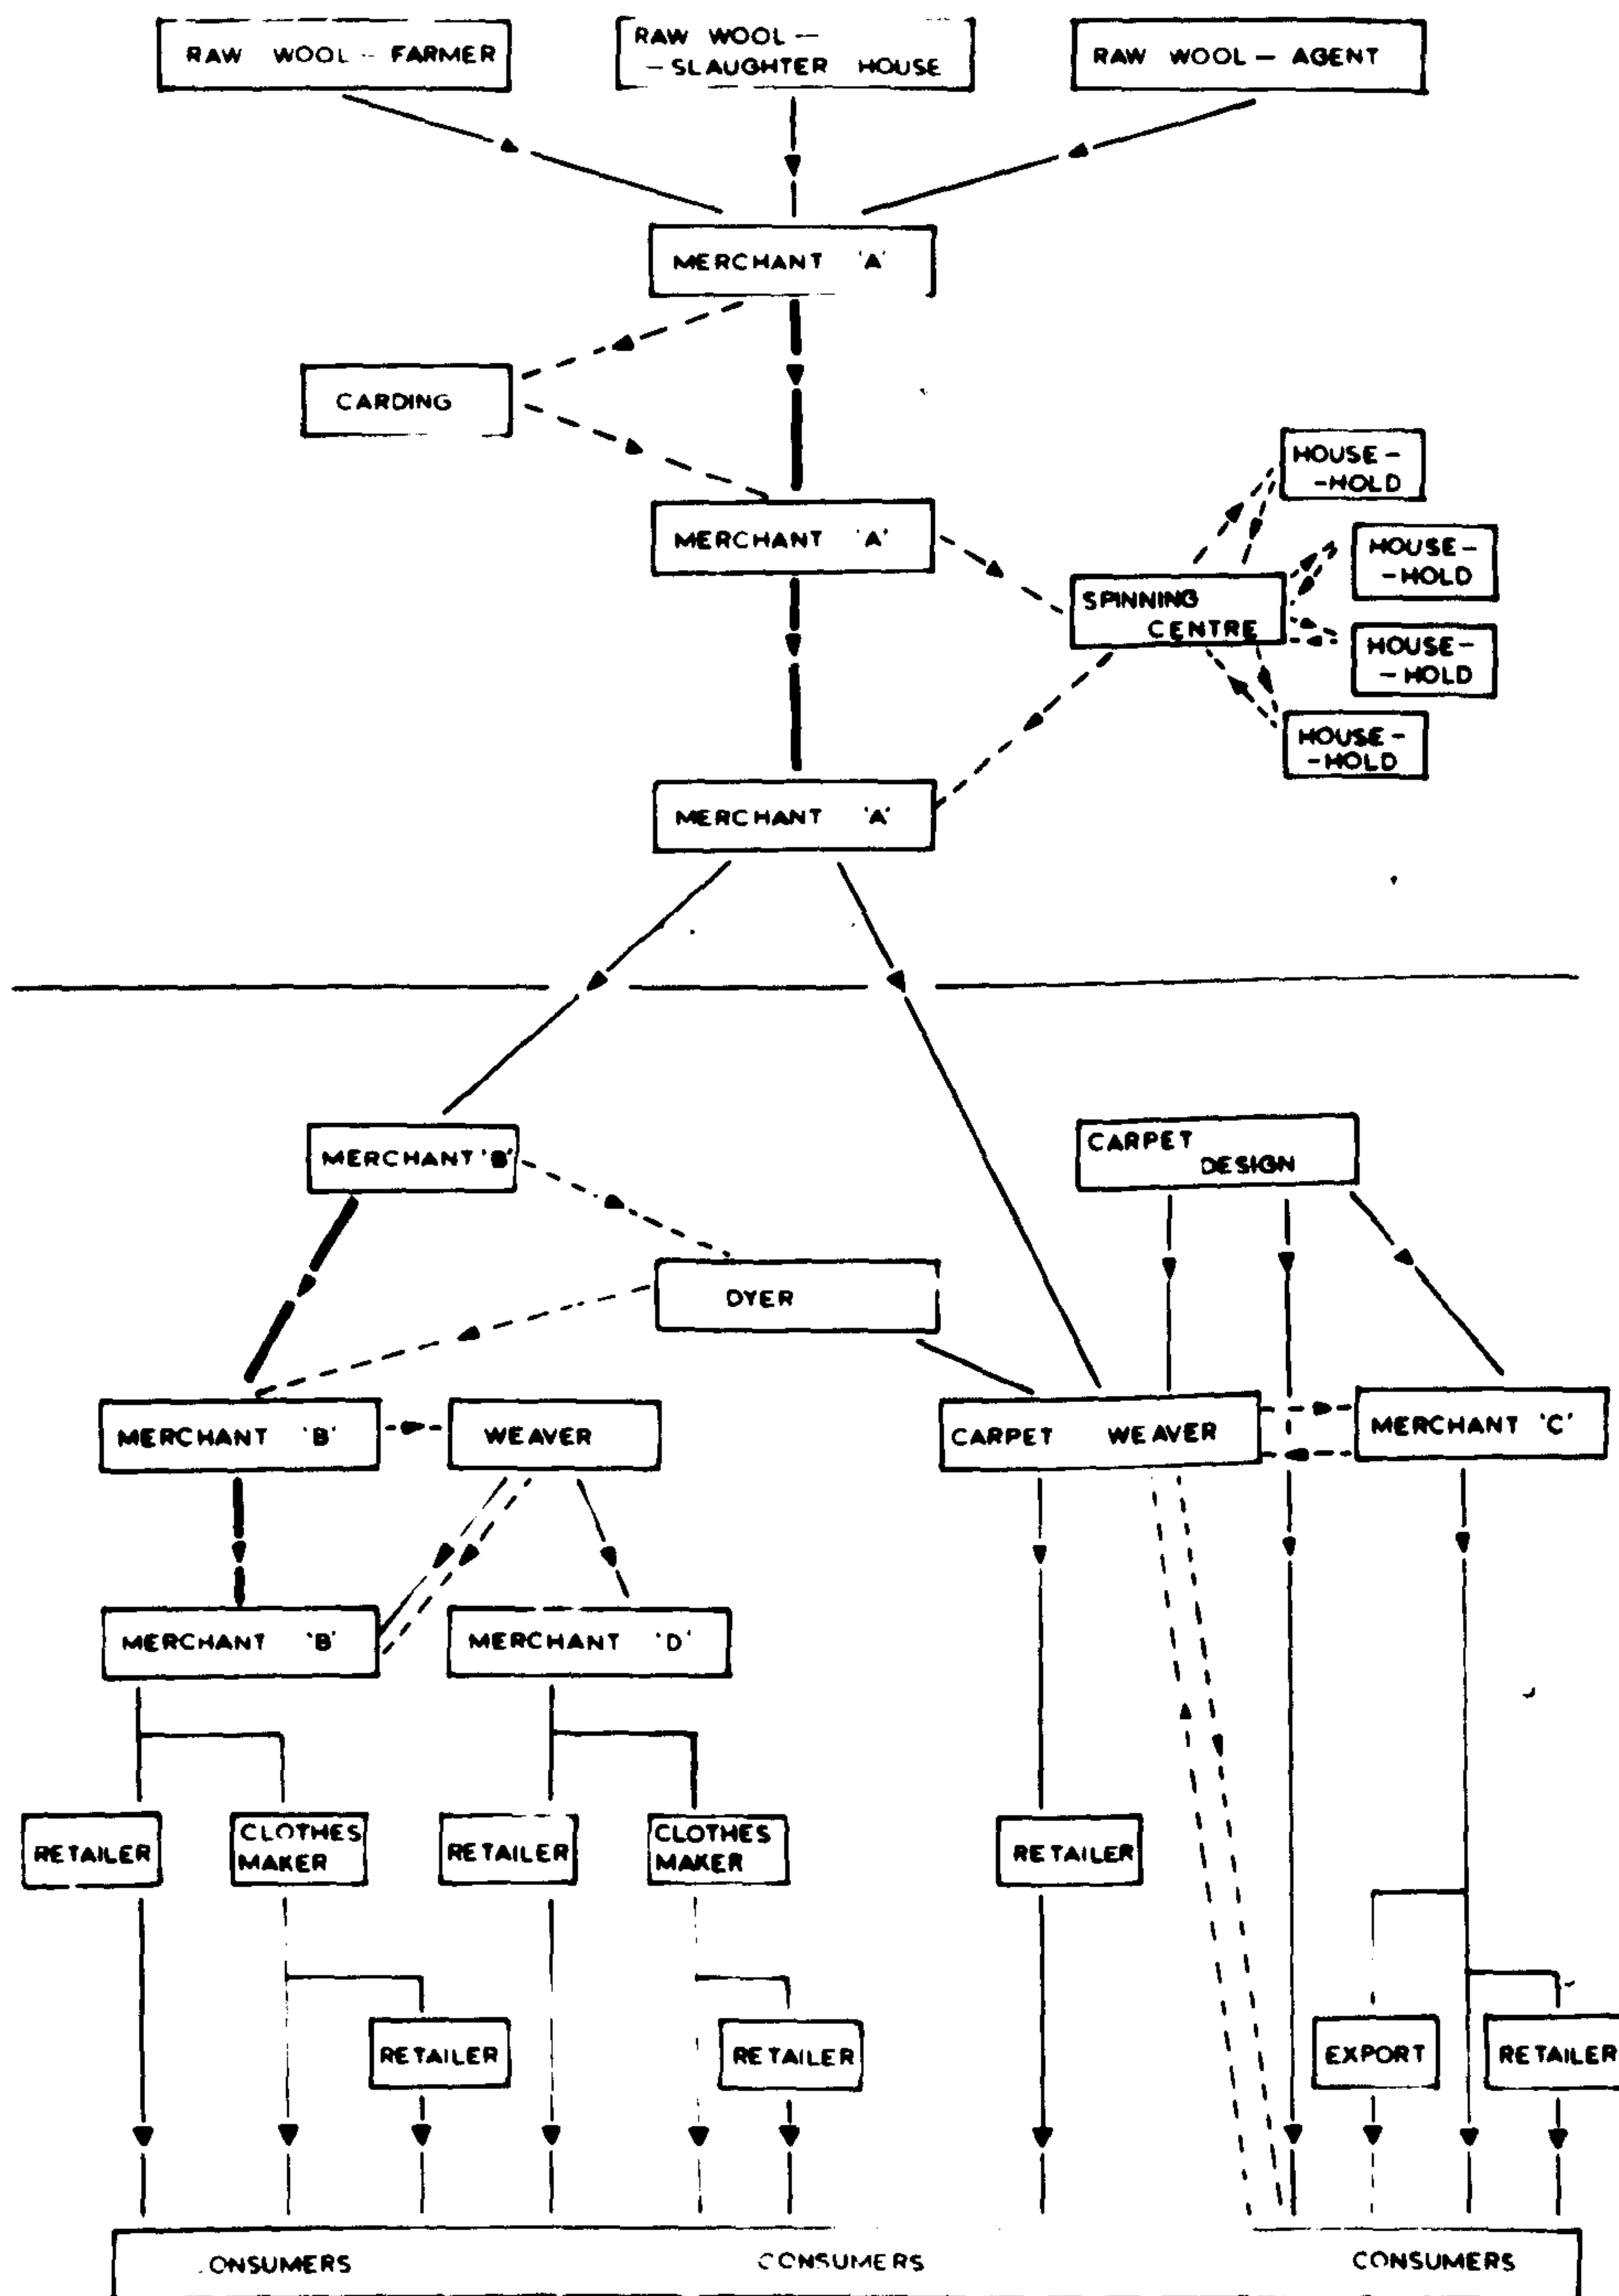 RAW WOOL - FARMER
RAW WOOL -
- SLAUGHTER HOUSE
RAW WOOL - AGENT
MERCHANT 'A'
CARDING
HOUSE -
- HOLD
MERCHANT 'A'
HOUSE -
- HOLD
SPINNING
CENTRE
HOUSE -
- HOLD
HOUSE -
- HOLD
MERCHANT 'A'
MERCHANT 'B'
CARPET
DESIGN
DYER
MERCHANT 'B'
WEAVER
CARPET WEAVER
MERCHANT 'C'
MERCHANT 'B'
MERCHANT 'D'
RETAILER
CLOTHES
MAKER
RETAILER
CLOTHES
MAKER
RETAILER
RETAILER
RETAILER
EXPORT
RETAILER
ONSUMERS
CONSUMERS
CONSUMERS